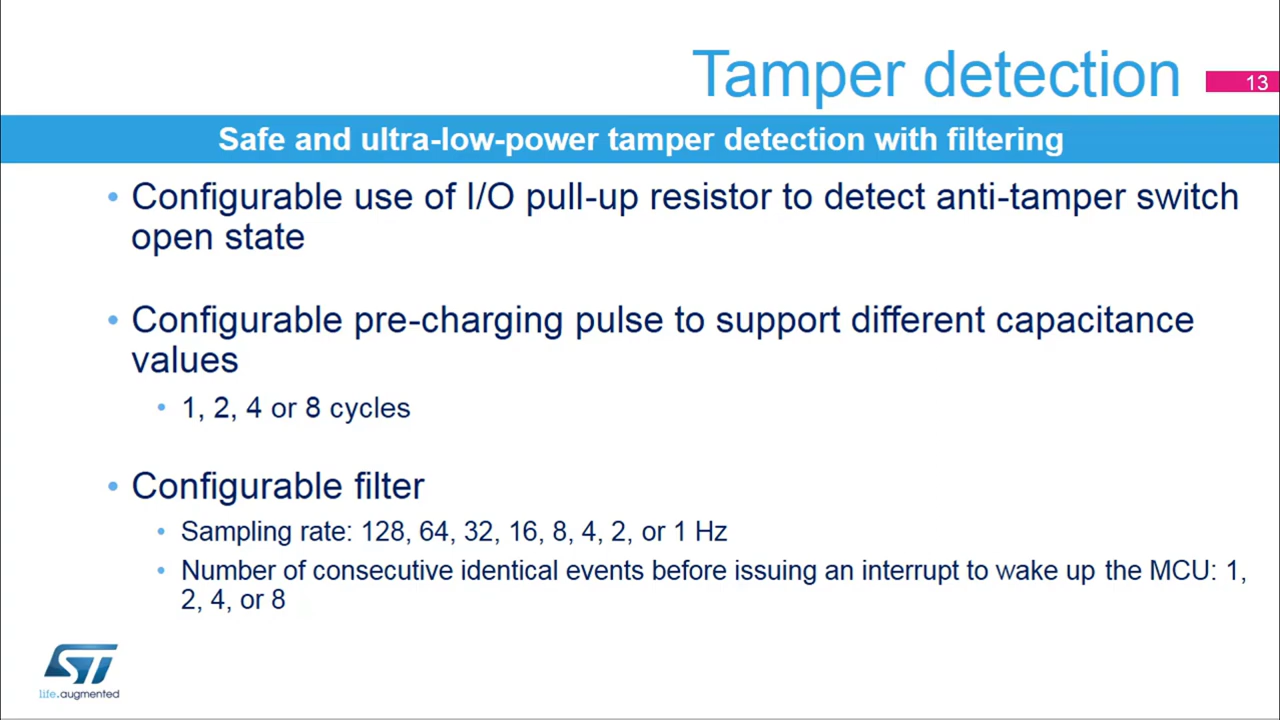 Tamper detection
13
Safe and ultra-low-power tamper detection with filtering
• Configurable use of I/O pull-up resistor to detect anti-tamper switch
open state
• Configurable pre-charging pulse to support different capacitance
values
• 1, 2, 4 or 8 cycles
• Configurable filter
• Sampling rate: 128, 64, 32, 16, 8, 4, 2, or 1 Hz
• Number of consecutive identical events before issuing an interrupt to wake up the MCU: 1,
2, 4, or 8
ST
life.augmented